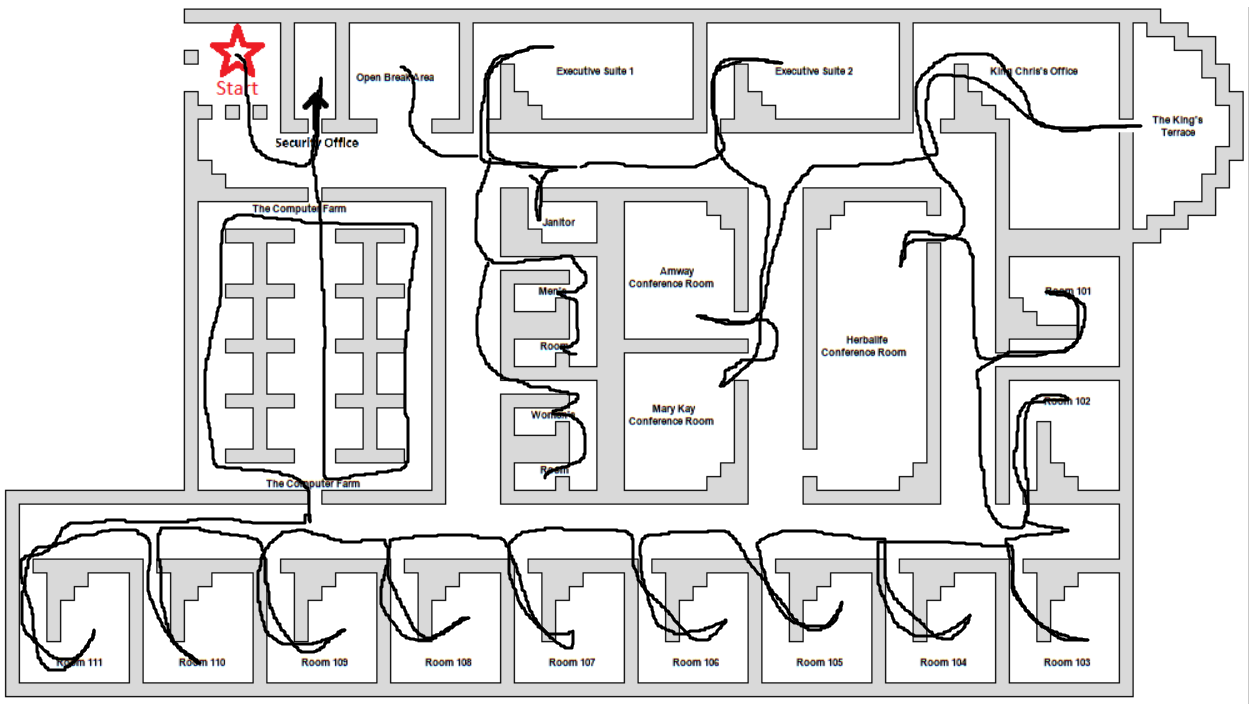 Start
Open Break Area
Executive Suite 1
Executive Suite 2
King Chris's Office
The King's
Terrace
Security Office
The Computer Farm
Janitor
Amway
Conference Room
Men's
Room
Room 101
Herbalife
Conference Room
Women's
Room
Mary Kay
Conference Room
Room 102
The Computer Farm
Room 111
Room 110
Room 109
Room 108
Room 107
Room 106
Room 105
Room 104
Room 103